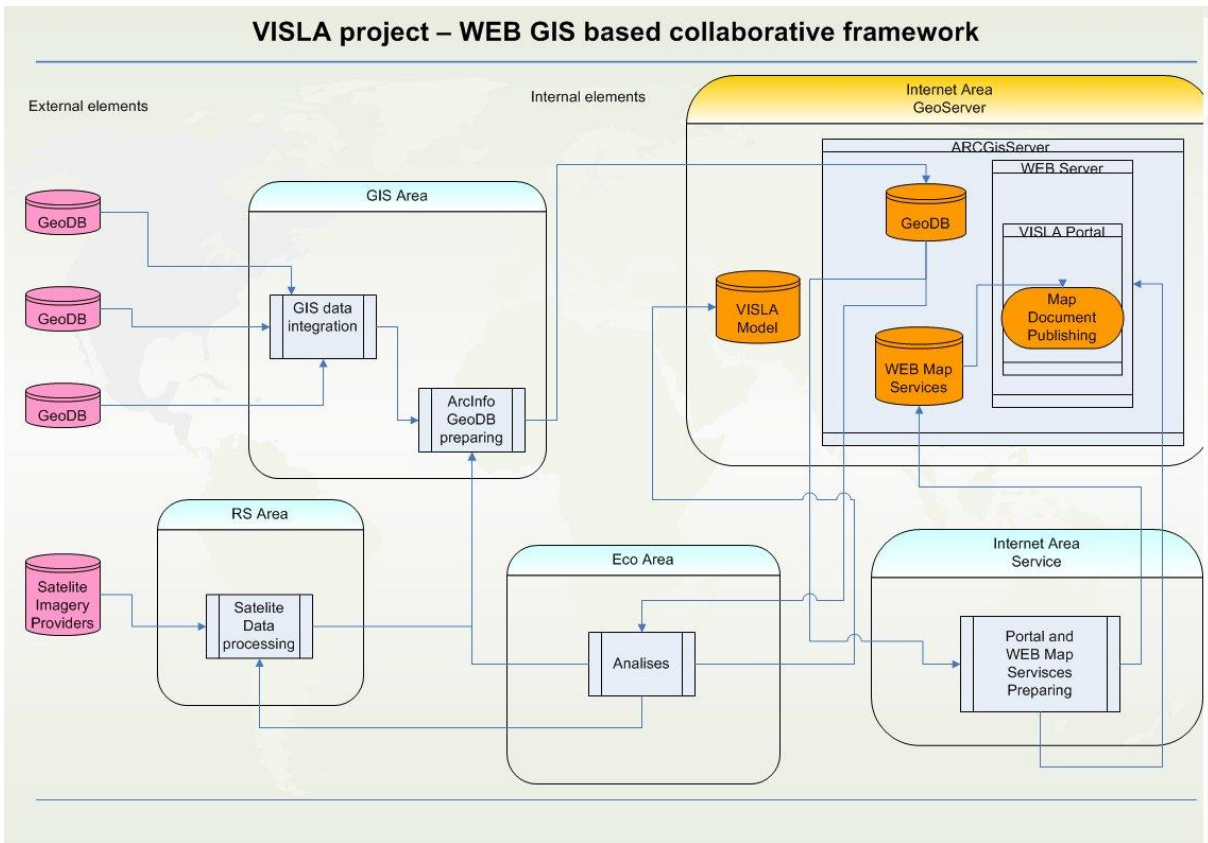 VISLA project – WEB GIS based collaborative framework
External elements
Internal elements
Internet Area
GeoServer
ARCGisServer
WEB Server
VISLA Portal
GeoDB
VISLA
Model
WEB Map
Services
Map
Document
Publishing
GIS Area
GeoDB
GeoDB
GeoDB
GIS data
integration
ArcInfo
GeoDB
preparing
RS Area
Satelite
Imagery
Providers
Satelite
Data
processing
Eco Area
Analises
Internet Area
Service
Portal and
WEB Map
Servisces
Preparing